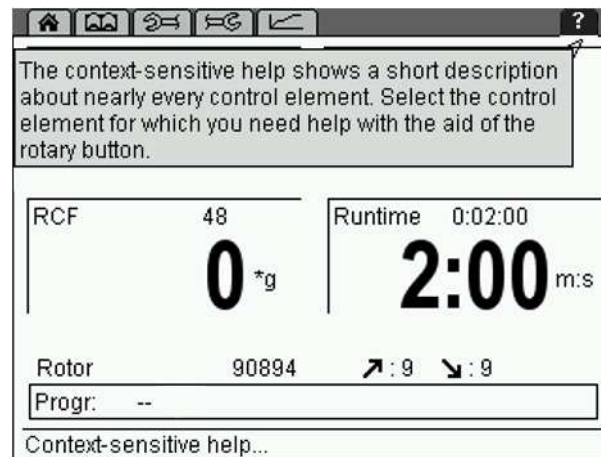 ?
The context-sensitive help shows a short description
about nearly every control element. Select the control
element for which you need help with the aid of the
rotary button.
RCF 48
0 *g
Runtime 0:02:00
2:00 m:s
Rotor 90894 ↗ : 9 ↘ : 9
Progr: --
Context-sensitive help...